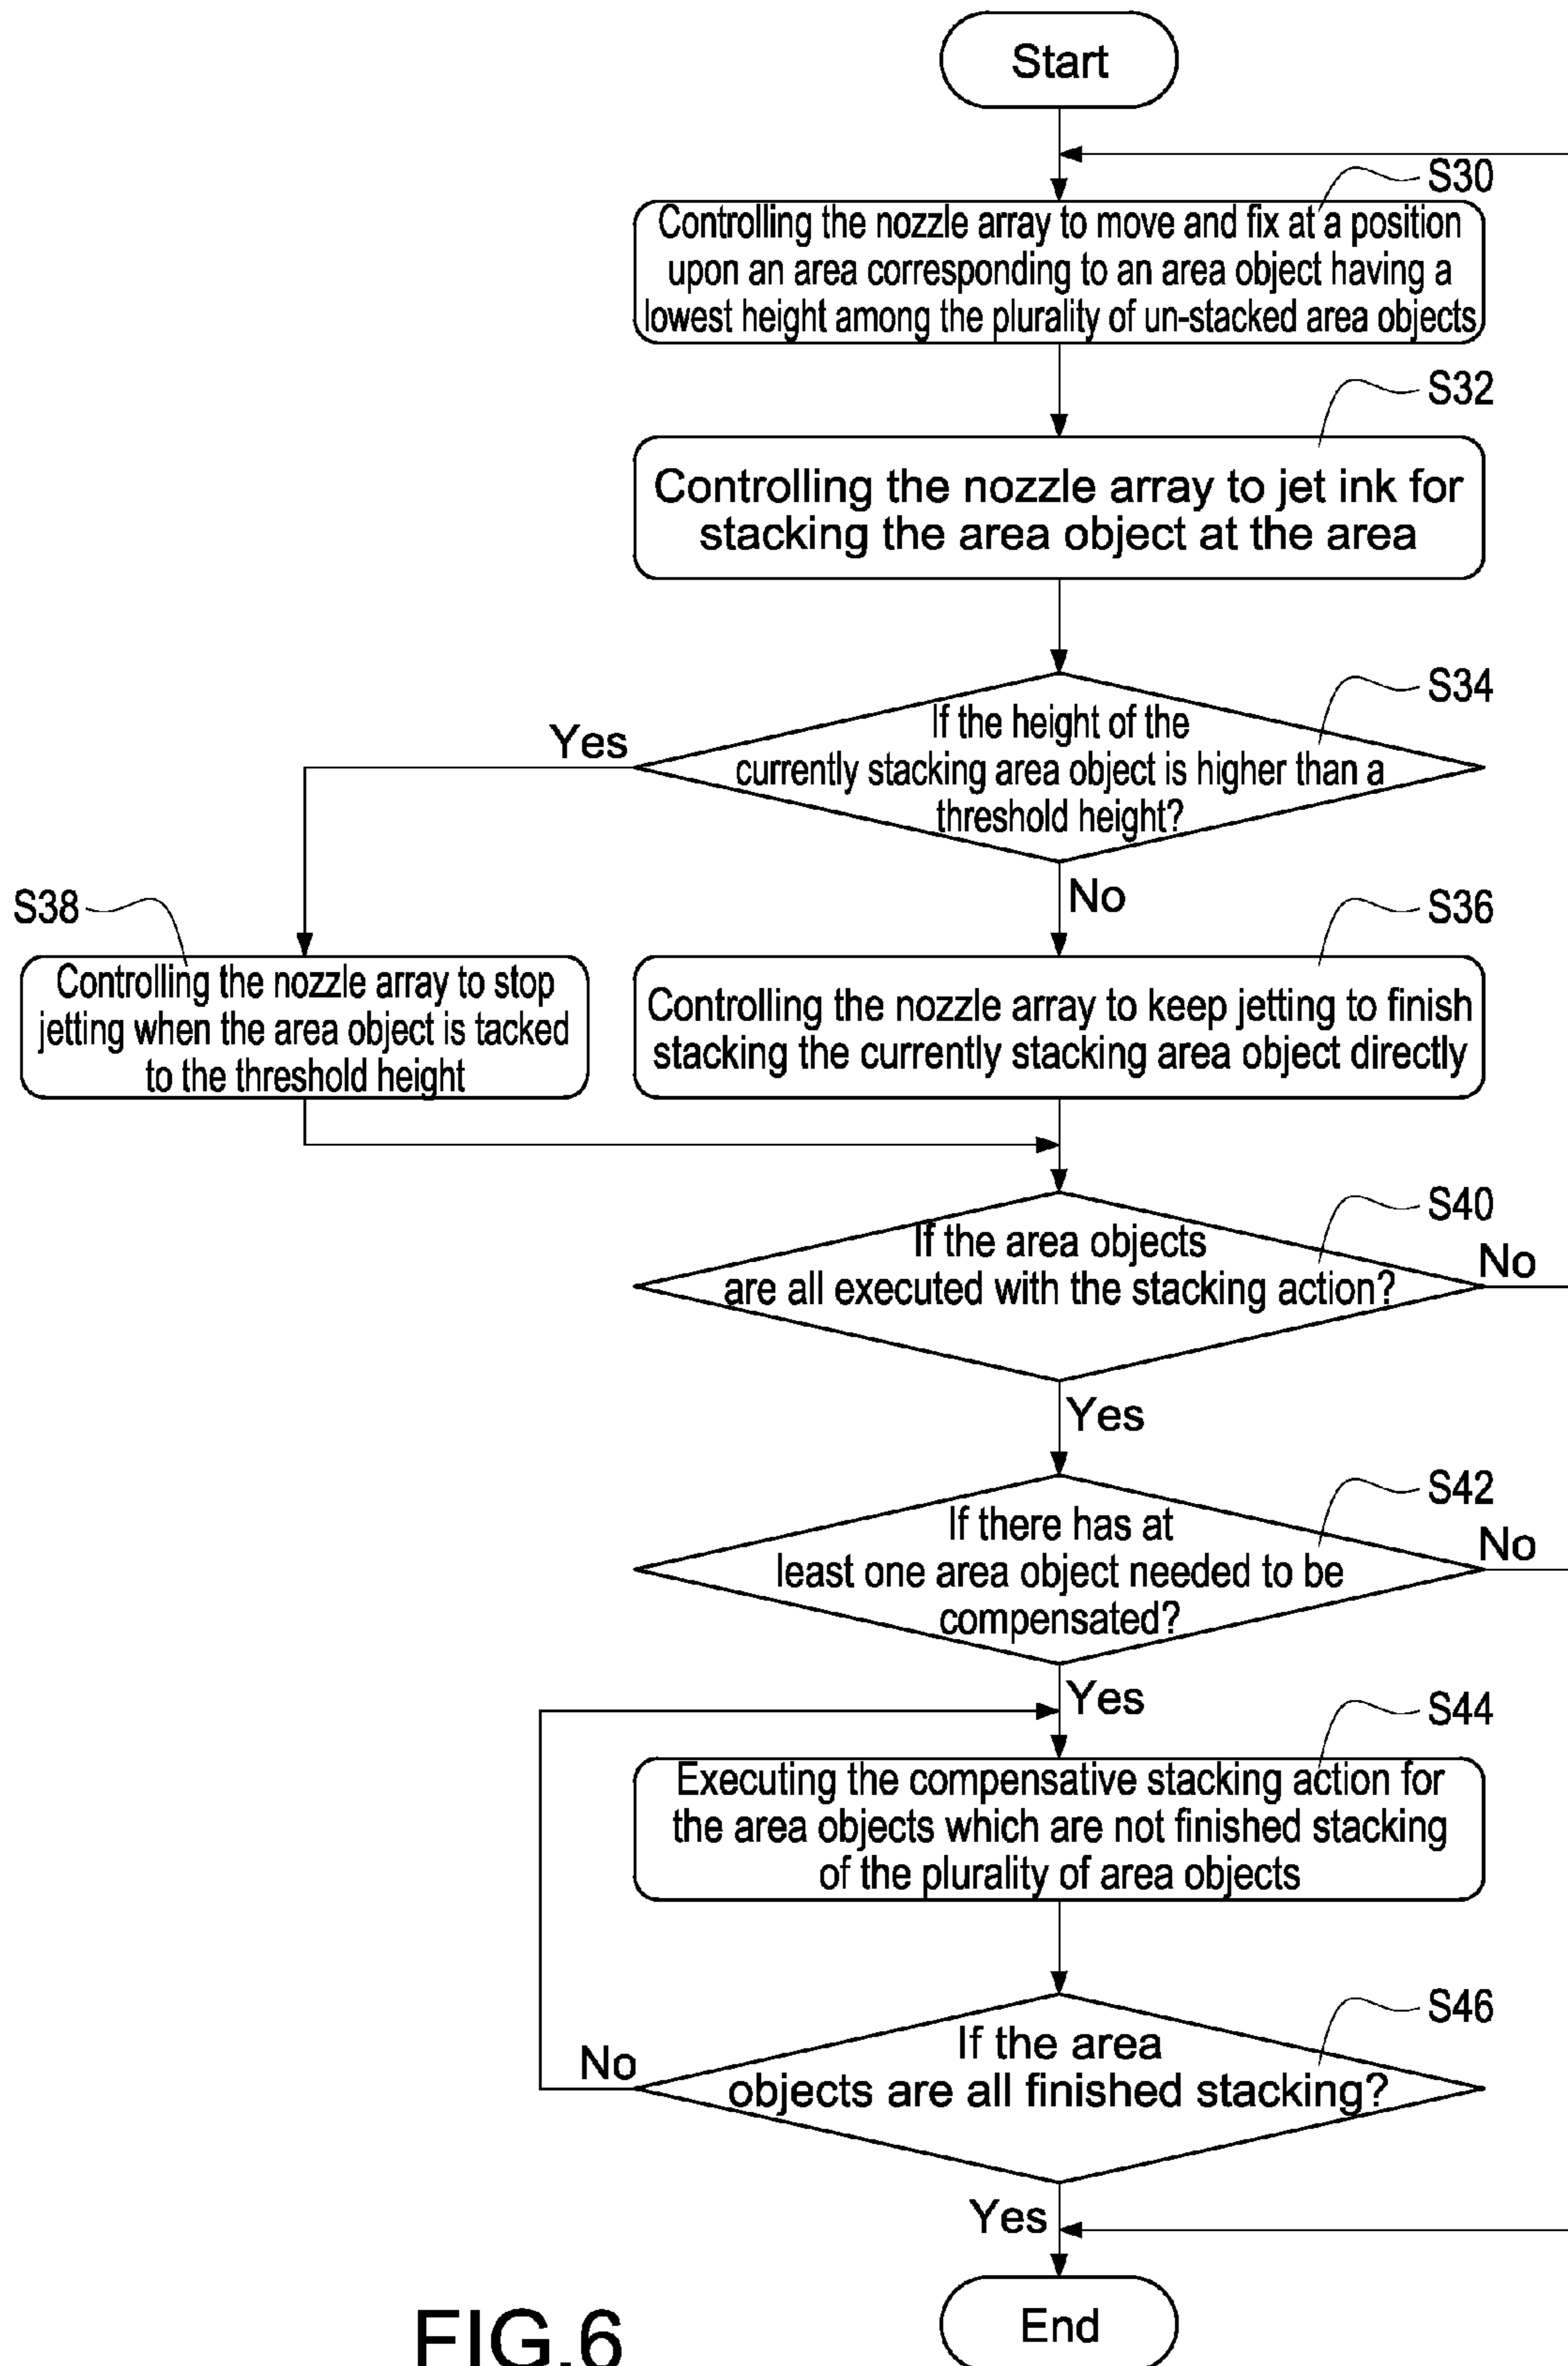 Start
S30
Controlling the nozzle array to move and fix at a position
upon an area corresponding to an area object having a
lowest height among the plurality of un-stacked area objects
S32
Controlling the nozzle array to jet ink for
stacking the area object at the area
S34
If the height of the
currently stacking area object is higher than a
threshold height?
Yes
No
S38
Controlling the nozzle array to stop
jetting when the area object is tacked
to the threshold height
S36
Controlling the nozzle array to keep jetting to finish
stacking the currently stacking area object directly
S40
If the area objects
are all executed with the stacking action?
No
Yes
S42
If there has at
least one area object needed to be
compensated?
No
Yes
S44
Executing the compensative stacking action for
the area objects which are not finished stacking
of the plurality of area objects
S46
If the area
objects are all finished stacking?
No
Yes
End
FIG.6